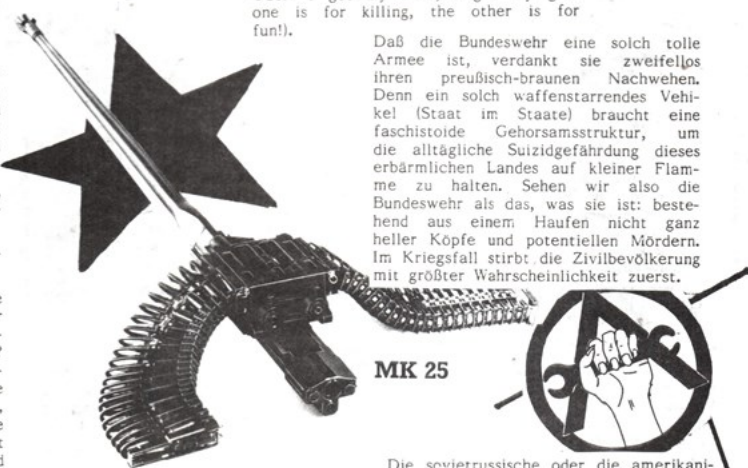 one is for killing, the other is for
fun!).
Daß die Bundeswehr eine solch tolle
Armee ist, verdankt sie zweifellos
ihren preußisch-braunen Nachwehen.
Denn ein solch waffenstarrendes Vehi-
kel (Staat im Staate) braucht eine
faschistoide Gehorsamsstruktur, um
die alltägliche Suizidgefährdung dieses
erbärmlichen Landes auf kleiner Flam-
me zu halten. Sehen wir also die
Bundeswehr als das, was sie ist: beste-
hend aus einem Haufen nicht ganz
heller Köpfe und potentiellen Mördern.
Im Kriegsfall stirbt die Zivilbevölkerung
mit größter Wahrscheinlichkeit zuerst.
MK 25
Die sovietrussische oder die amerikani-